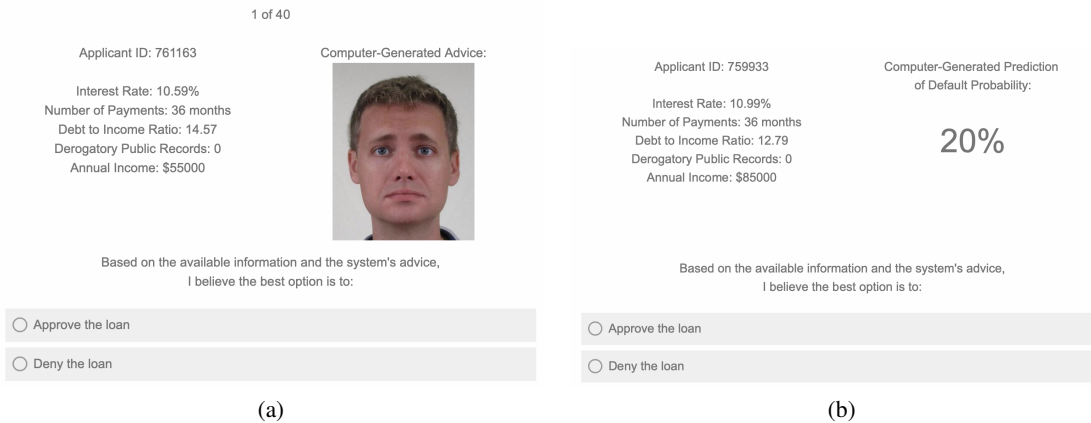 1 of 40
Applicant ID: 761163
Interest Rate: 10.59%
Number of Payments: 36 months
Debt to Income Ratio: 14.57
Derogatory Public Records: 0
Annual Income: $55000
Computer-Generated Advice:
Based on the available information and the system's advice,
I believe the best option is to:
Approve the loan
Deny the loan
(a)
Applicant ID: 759933
Interest Rate: 10.99%
Number of Payments: 36 months
Debt to Income Ratio: 12.79
Derogatory Public Records: 0
Annual Income: $85000
Computer-Generated Prediction
of Default Probability:
20%
Based on the available information and the system's advice,
I believe the best option is to:
Approve the loan
Deny the loan
(b)